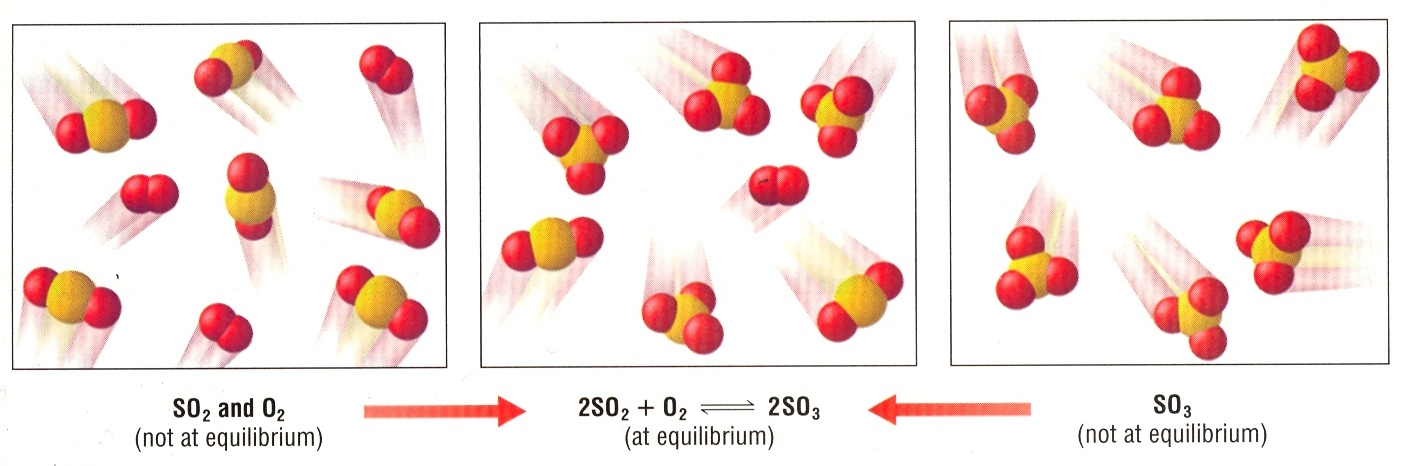 SO₂ and O₂
(not at equilibrium)
2SO₂ + O₂ ⇌ 2SO₃
(at equilibrium)
SO₃
(not at equilibrium)